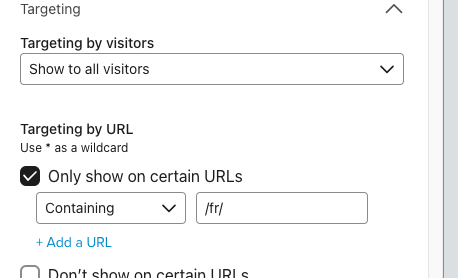 Targeting
Targeting by visitors
Show to all visitors
Targeting by URL
Use * as a wildcard
Only show on certain URLs
Containing /fr/
+ Add a URL
Don't show on certain URLs